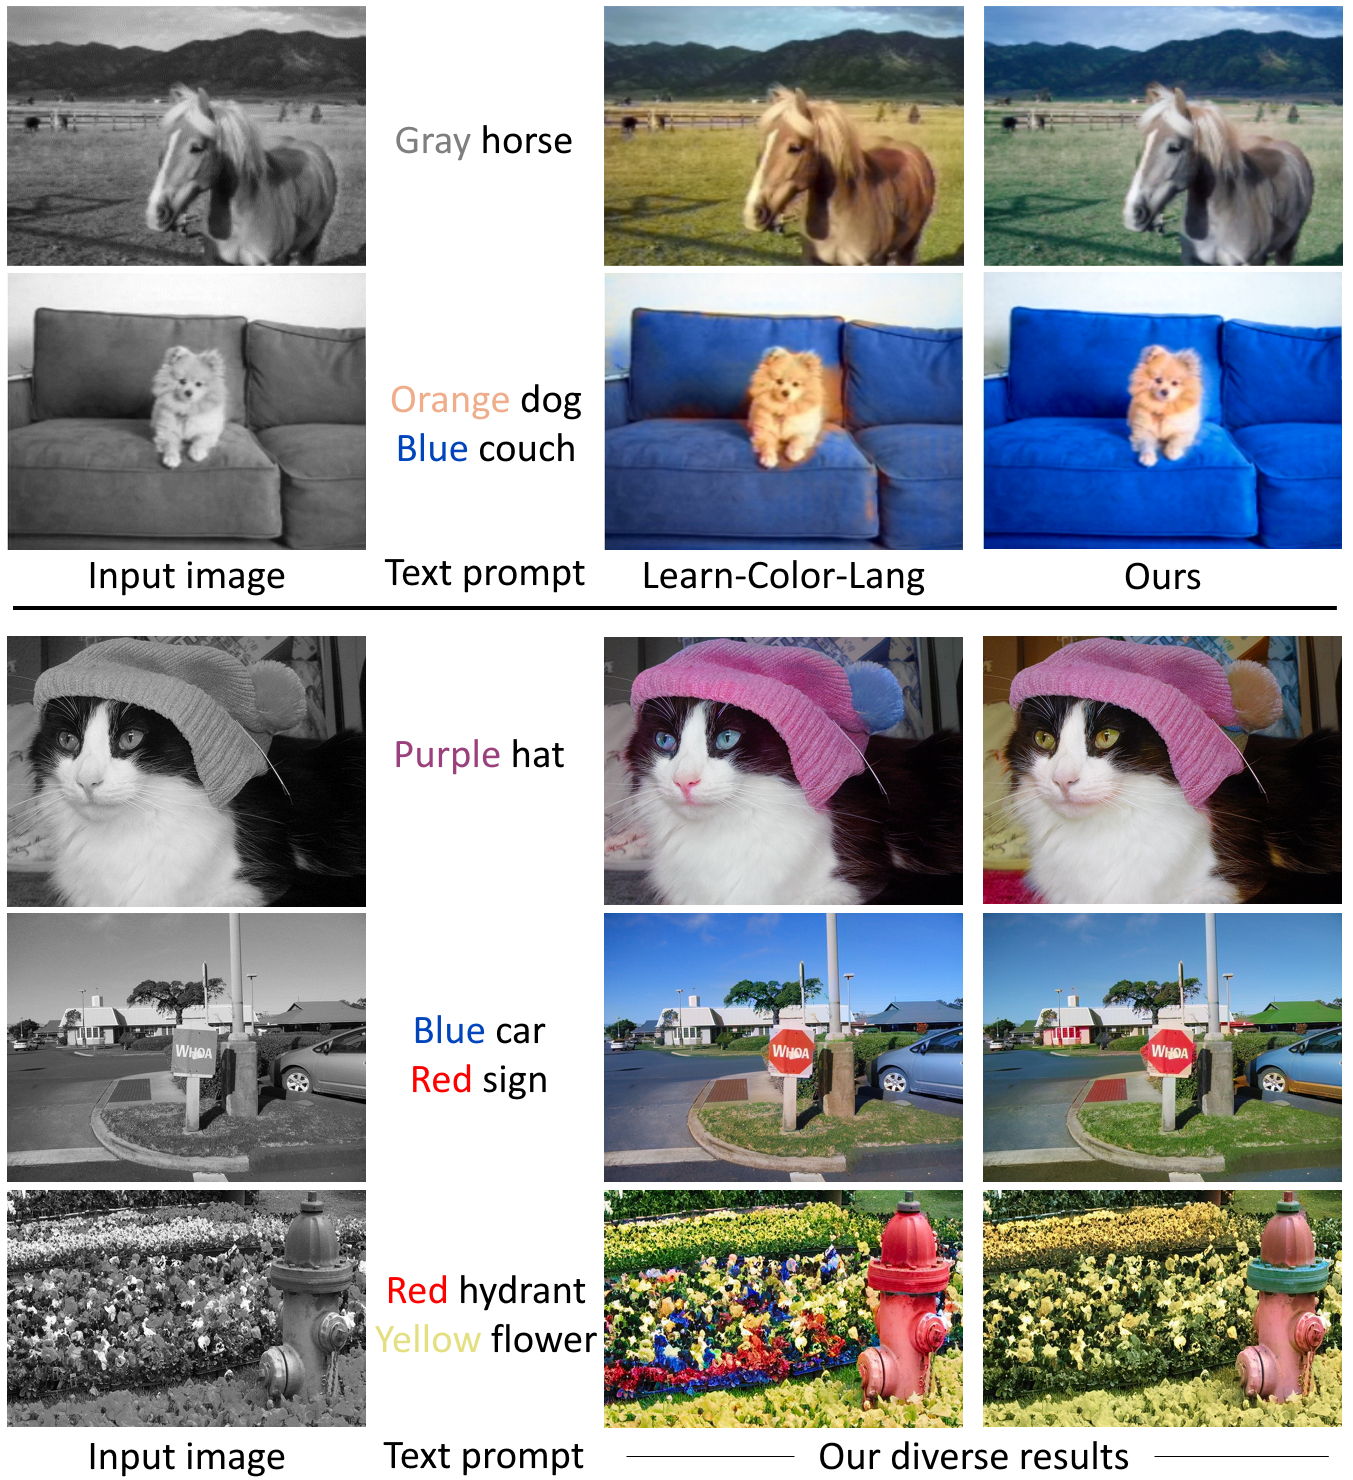 Gray horse
Orange dog
Blue couch
Input image Text prompt Learn-Color-Lang Ours
Purple hat
Blue car
Red sign
WHOA
WHOA
WHOA
Red hydrant
Yellow flower
Input image Text prompt Our diverse results